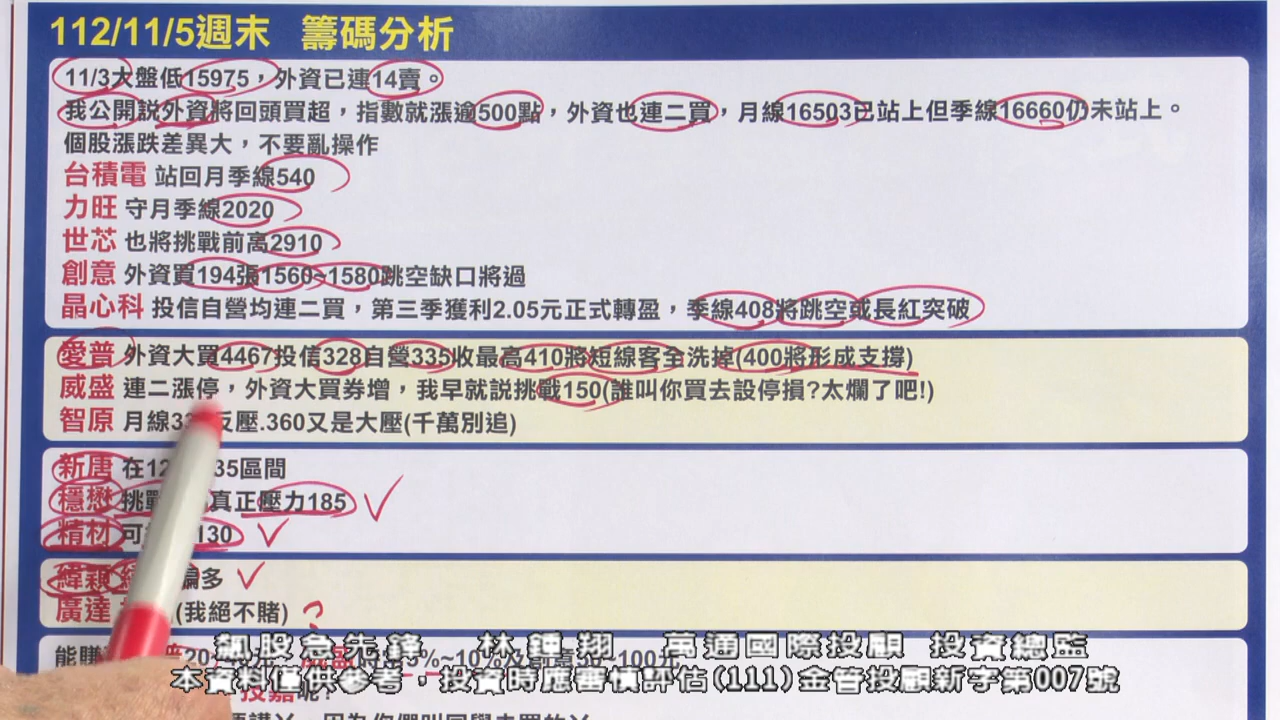 112/11/5週末 籌碼分析
11/3大盤低15975，外資已連14賣。
我公開説外資將回頭買超，指數就漲逾500點，外資也連二買，月線16503已站上但季線16660仍未站上。
個股漲跌差異大，不要亂操作
台積電 站回月季線540
力旺 守月季線2020
世芯 也將挑戰前高2910
創意 外資買194張1560~1580跳空缺口將過
晶心科 投信自營均連二買，第三季獲利2.05元正式轉盈，季線408將跳空或長紅突破
愛普 外資大買4467投信328自營335收最高410將短線客全洗掉(400將形成支撐)
威盛 連二漲停，外資大買券增，我早就説挑戰150(誰叫你買去設停損?太爛了吧!)
智原 月線33 反壓.360又是大壓(千萬別追)
新唐 在12 35區間
穩懋 挑戰 真正壓力185
精材 可 130
緯穎 偏多
廣達 (我絕不賭)
能賺
飆股急先鋒 林鍾翔 萬通國際投顧 投資總監
本資料僅供參考，投資時應審慎評估(111)金管投顧新字第007號